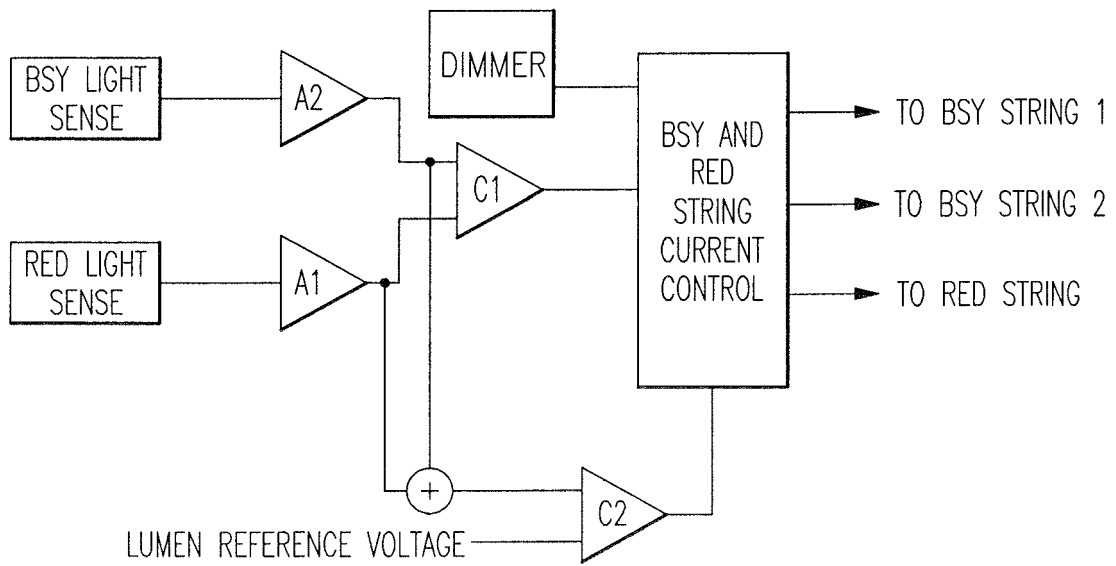 BSY LIGHT
SENSE
A2
DIMMER
C1
BSY AND
RED
STRING
CURRENT
CONTROL
TO BSY STRING 1
TO BSY STRING 2
TO RED STRING
RED LIGHT
SENSE
A1
+
C2
LUMEN REFERENCE VOLTAGE